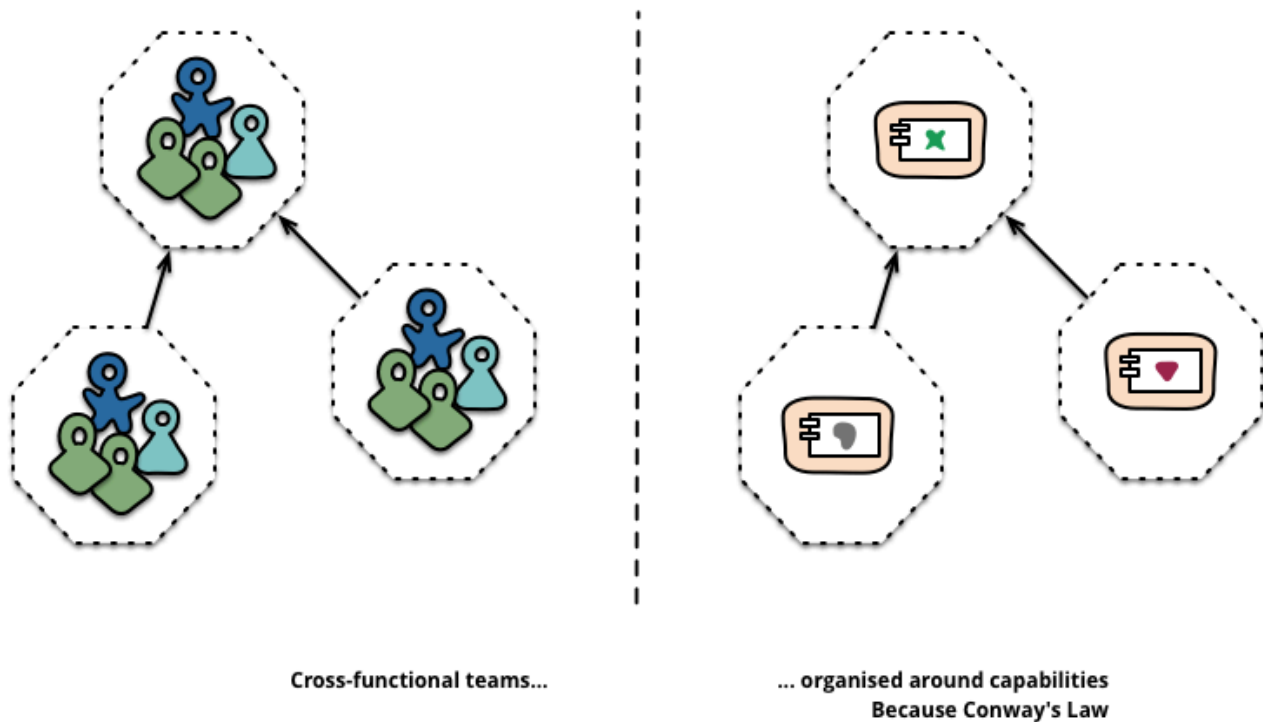 Cross-functional teams...
... organised around capabilities
Because Conway's Law